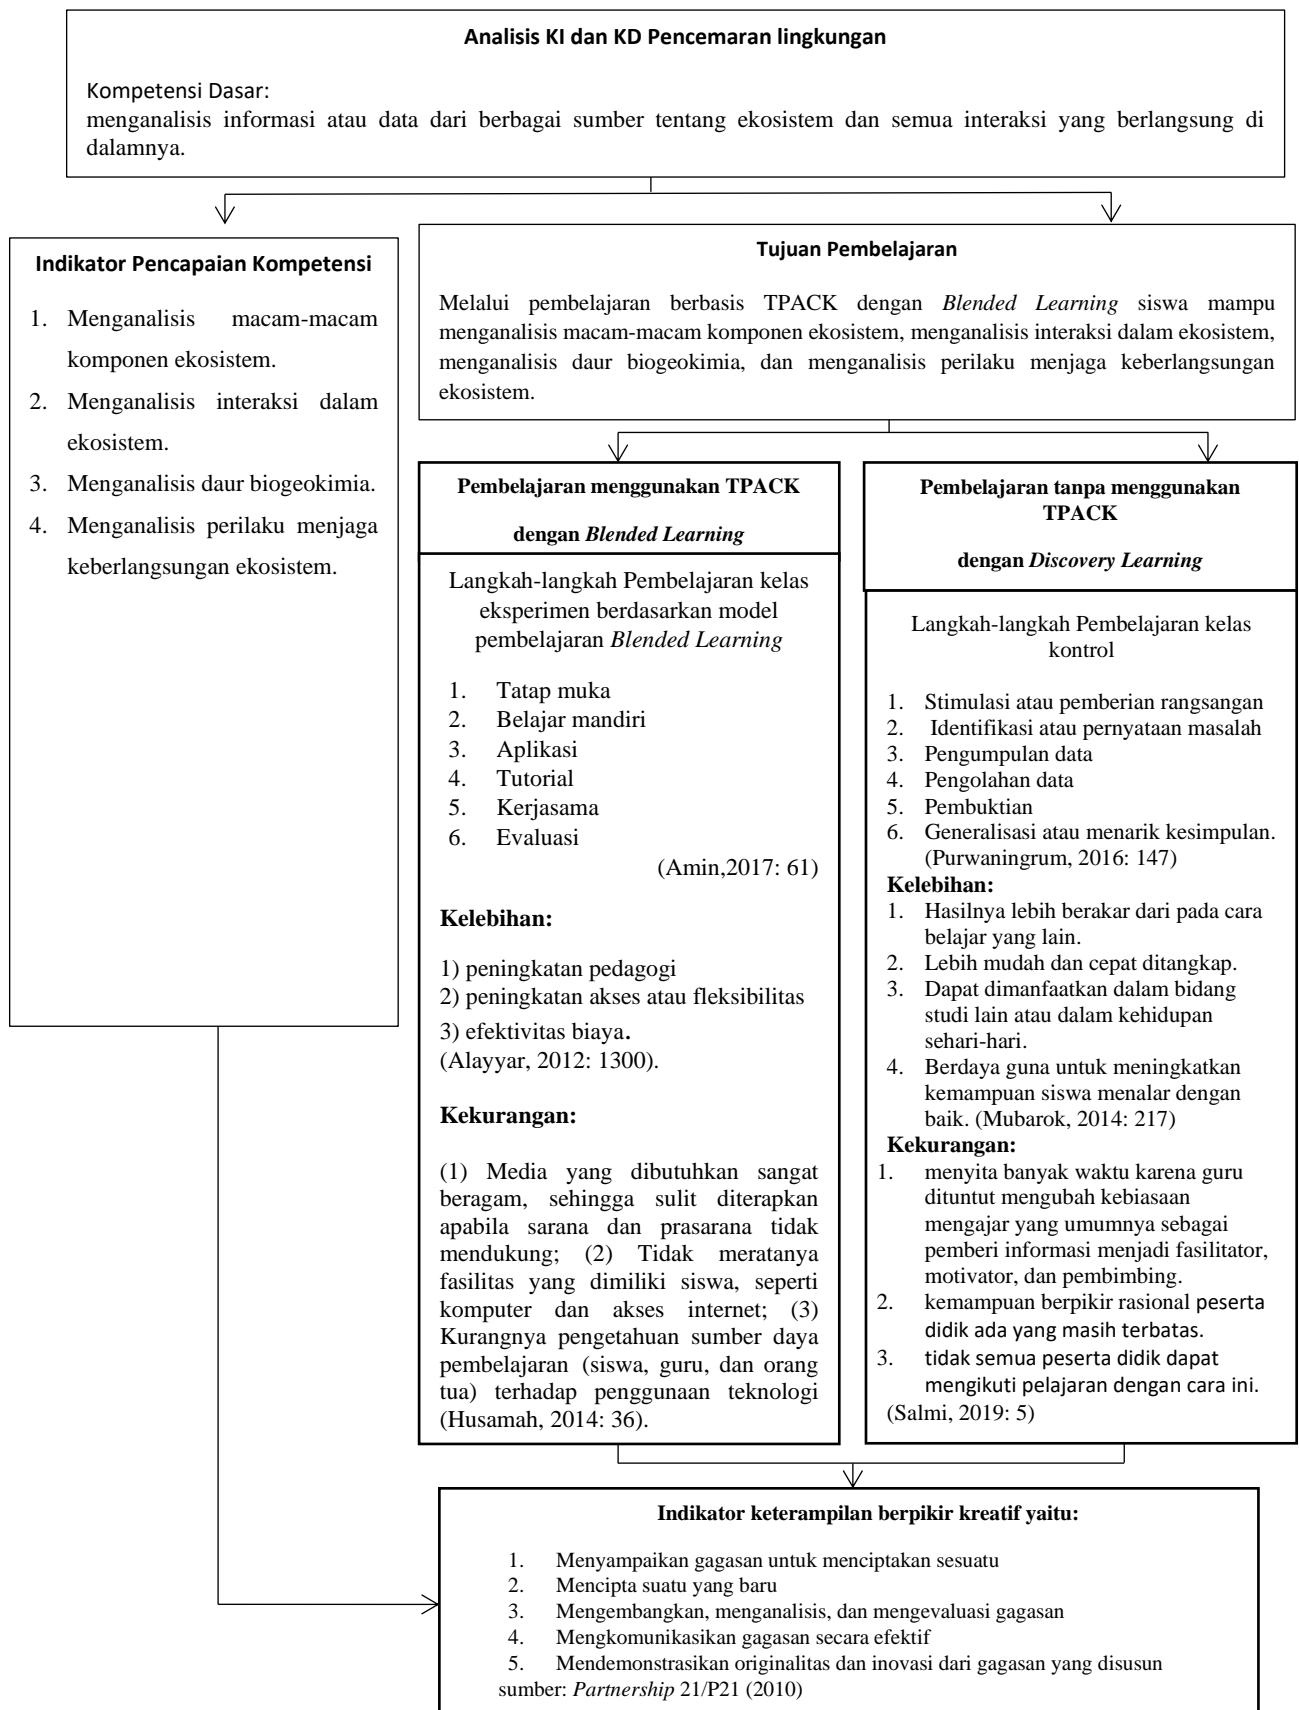 Analisis KI dan KD Pencemaran lingkungan
Kompetensi Dasar:
menganalisis informasi atau data dari berbagai sumber tentang ekosistem dan semua interaksi yang berlangsung di
dalamnya.
Indikator Pencapaian Kompetensi
1. Menganalisis macam-macam
komponen ekosistem.
2. Menganalisis interaksi dalam
ekosistem.
3. Menganalisis daur biogeokimia.
4. Menganalisis perilaku menjaga
keberlangsungan ekosistem.
Tujuan Pembelajaran
Melalui pembelajaran berbasis TPACK dengan Blended Learning siswa mampu
menganalisis macam-macam komponen ekosistem, menganalisis interaksi dalam ekosistem,
menganalisis daur biogeokimia, dan menganalisis perilaku menjaga keberlangsungan
ekosistem.
Pembelajaran menggunakan TPACK
dengan Blended Learning
Langkah-langkah Pembelajaran kelas
eksperimen berdasarkan model
pembelajaran Blended Learning
1. Tatap muka
2. Belajar mandiri
3. Aplikasi
4. Tutorial
5. Kerjasama
6. Evaluasi
(Amin,2017: 61)
Kelebihan:
1) peningkatan pedagogi
2) peningkatan akses atau fleksibilitas
3) efektivitas biaya.
(Alayyar, 2012: 1300).
Kekurangan:
(1) Media yang dibutuhkan sangat
beragam, sehingga sulit diterapkan
apabila sarana dan prasarana tidak
mendukung; (2) Tidak meratanya
fasilitas yang dimiliki siswa, seperti
komputer dan akses internet; (3)
Kurangnya pengetahuan sumber daya
pembelajaran (siswa, guru, dan orang
tua) terhadap penggunaan teknologi
(Husamah, 2014: 36).
Pembelajaran tanpa menggunakan
TPACK
dengan Discovery Learning
Langkah-langkah Pembelajaran kelas
kontrol
1. Stimulasi atau pemberian rangsangan
2. Identifikasi atau pernyataan masalah
3. Pengumpulan data
4. Pengolahan data
5. Pembuktian
6. Generalisasi atau menarik kesimpulan.
(Purwaningrum, 2016: 147)
Kelebihan:
1. Hasilnya lebih berakar dari pada cara
belajar yang lain.
2. Lebih mudah dan cepat ditangkap.
3. Dapat dimanfaatkan dalam bidang
studi lain atau dalam kehidupan
sehari-hari.
4. Berdaya guna untuk meningkatkan
kemampuan siswa menalar dengan
baik. (Mubarok, 2014: 217)
Kekurangan:
1. menyita banyak waktu karena guru
dituntut mengubah kebiasaan
mengajar yang umumnya sebagai
pemberi informasi menjadi fasilitator,
motivator, dan pembimbing.
2. kemampuan berpikir rasional peserta
didik ada yang masih terbatas.
3. tidak semua peserta didik dapat
mengikuti pelajaran dengan cara ini.
(Salmi, 2019: 5)
Indikator keterampilan berpikir kreatif yaitu:
1. Menyampaikan gagasan untuk menciptakan sesuatu
2. Mencipta suatu yang baru
3. Mengembangkan, menganalisis, dan mengevaluasi gagasan
4. Mengkomunikasikan gagasan secara efektif
5. Mendemonstrasikan originalitas dan inovasi dari gagasan yang disusun
sumber: Partnership 21/P21 (2010)